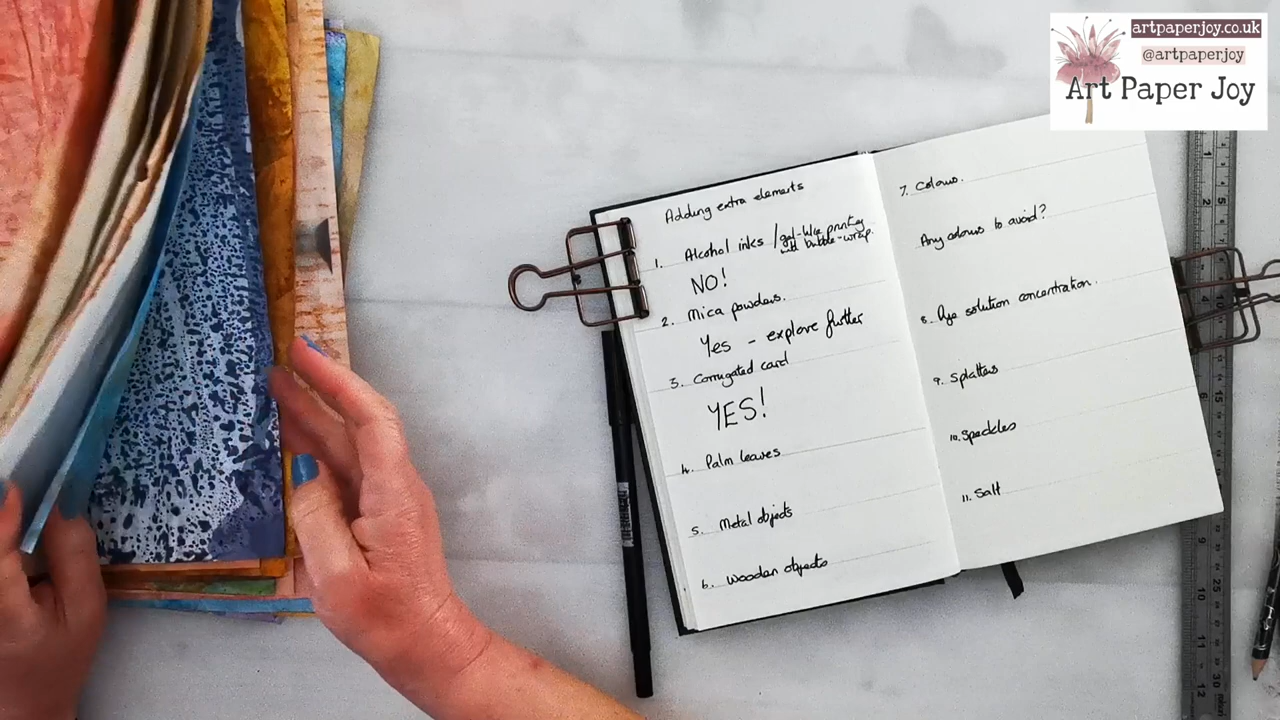 artpaperjoy.co.uk
@artpaperjoy
Art Paper Joy
Adding extra elements
1. Alcohol inks / gel-like printing
with bubble-wrap.
NO!
2. Mica powders.
Yes - explore further
3. Corrugated card
YES!
4. Palm leaves
5. Metal objects
6. Wooden objects
7. Colours.
Any colours to avoid?
8. Dye solution concentration.
9. Splatters
10. Speckles
11. Salt